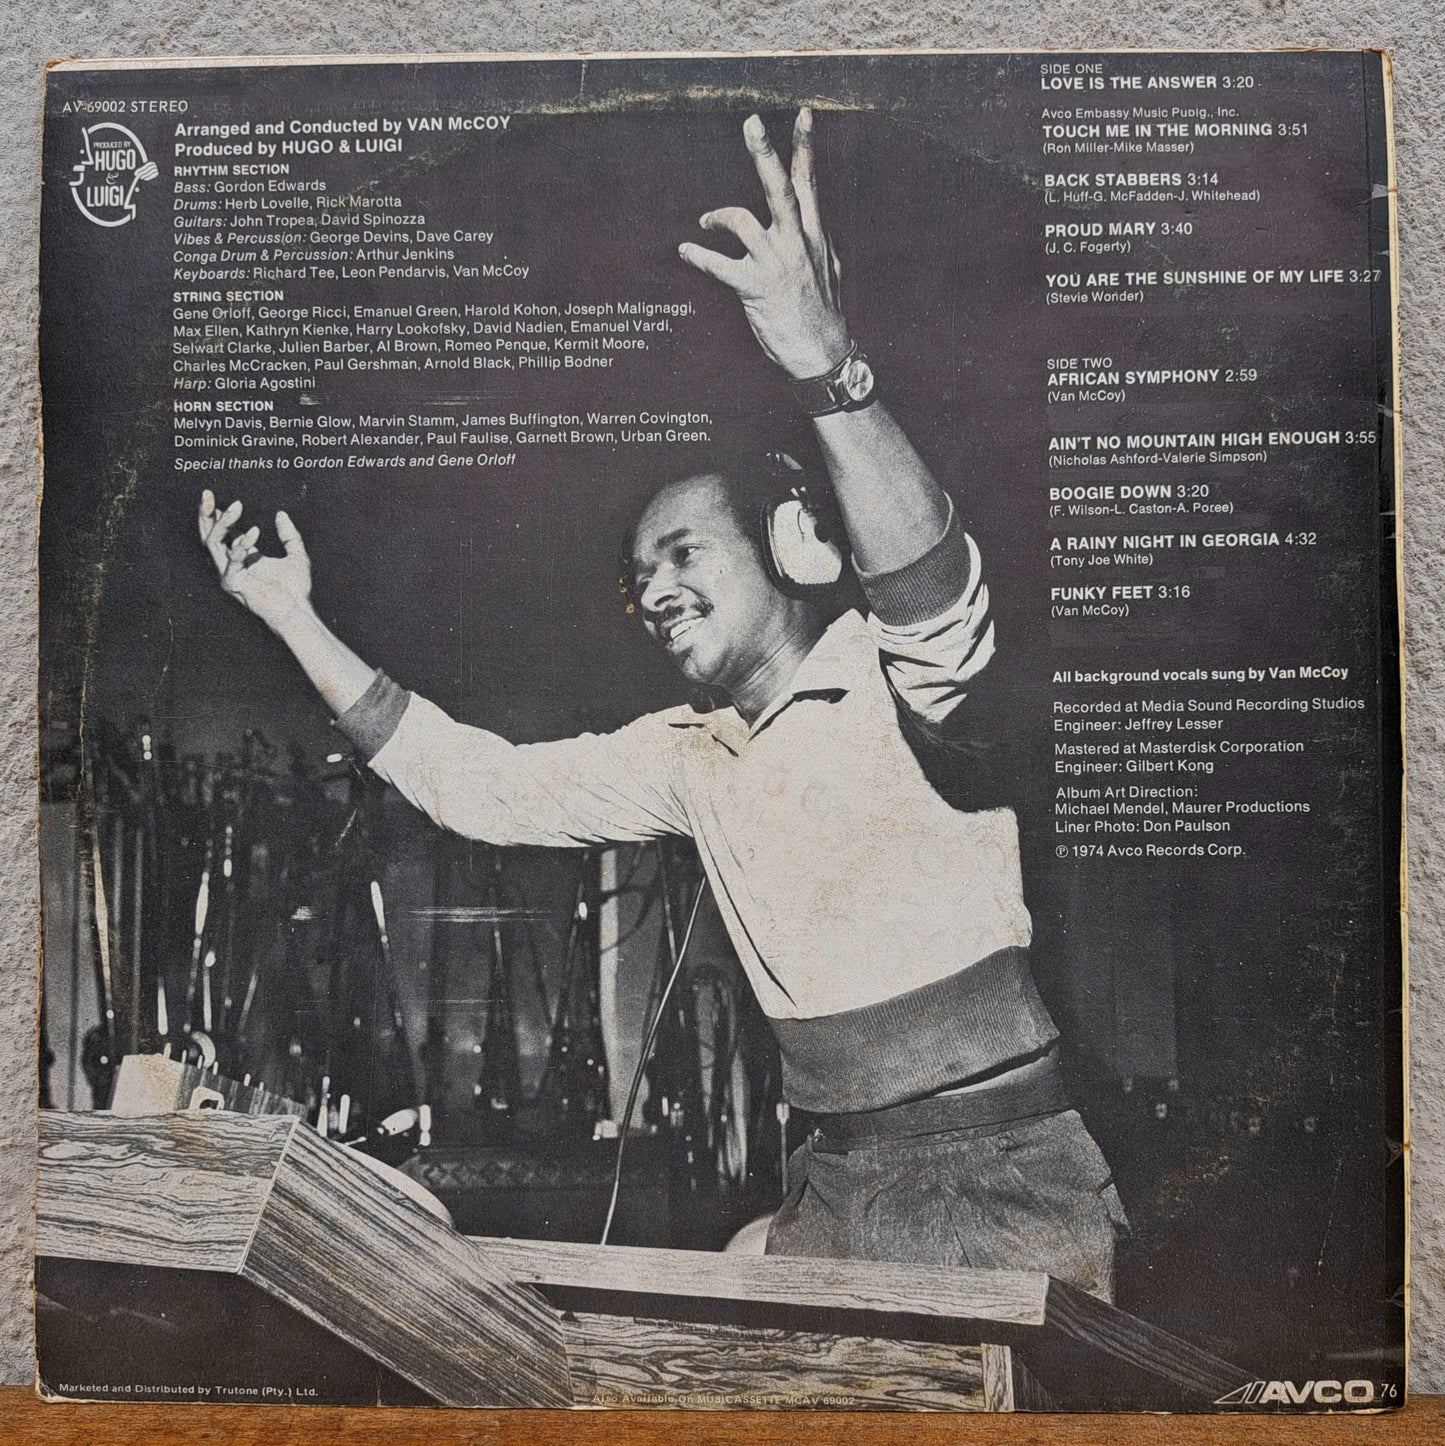 AV-69002 STEREO
PRODUCED BY
HUGO
&
LUIGI
Arranged and Conducted by VAN McCOY
Produced by HUGO & LUIGI
RHYTHM SECTION
Bass: Gordon Edwards
Drums: Herb Lovelle, Rick Marotta
Guitars: John Tropea, David Spinozza
Vibes & Percussion: George Devins, Dave Carey
Conga Drum & Percussion: Arthur Jenkins
Keyboards: Richard Tee, Leon Pendarvis, Van McCoy
STRING SECTION
Gene Orloff, George Ricci, Emanuel Green, Harold Kohon, Joseph Malignaggi,
Max Ellen, Kathryn Kienke, Harry Lookofsky, David Nadien, Emanuel Vardi,
Selwart Clarke, Julien Barber, Al Brown, Romeo Penque, Kermit Moore,
Charles McCracken, Paul Gershman, Arnold Black, Phillip Bodner
Harp: Gloria Agostini
HORN SECTION
Melvyn Davis, Bernie Glow, Marvin Stamm, James Buffington, Warren Covington,
Dominick Gravine, Robert Alexander, Paul Faulise, Garnett Brown, Urban Green.
Special thanks to Gordon Edwards and Gene Orloff
SIDE ONE
LOVE IS THE ANSWER 3:20
Avco Embassy Music Pubig., Inc.
TOUCH ME IN THE MORNING 3:51
(Ron Miller-Mike Masser)
BACK STABBERS 3:14
(L. Huff-G. McFadden-J. Whitehead)
PROUD MARY 3:40
(J. C. Fogerty)
YOU ARE THE SUNSHINE OF MY LIFE 3:27
(Stevie Wonder)
SIDE TWO
AFRICAN SYMPHONY 2:59
(Van McCoy)
AIN'T NO MOUNTAIN HIGH ENOUGH 3:55
(Nicholas Ashford-Valerie Simpson)
BOOGIE DOWN 3:20
(F. Wilson-L. Caston-A. Poree)
A RAINY NIGHT IN GEORGIA 4:32
(Tony Joe White)
FUNKY FEET 3:16
(Van McCoy)
All background vocals sung by Van McCoy
Recorded at Media Sound Recording Studios
Engineer: Jeffrey Lesser
Mastered at Masterdisk Corporation
Engineer: Gilbert Kong
Album Art Direction:
Michael Mendel, Maurer Productions
Liner Photo: Don Paulson
℗ 1974 Avco Records Corp.
Marketed and Distributed by Trutone (Pty.) Ltd.
Also Available On MUSICASSETTE MCAV 69002
AVCO 76